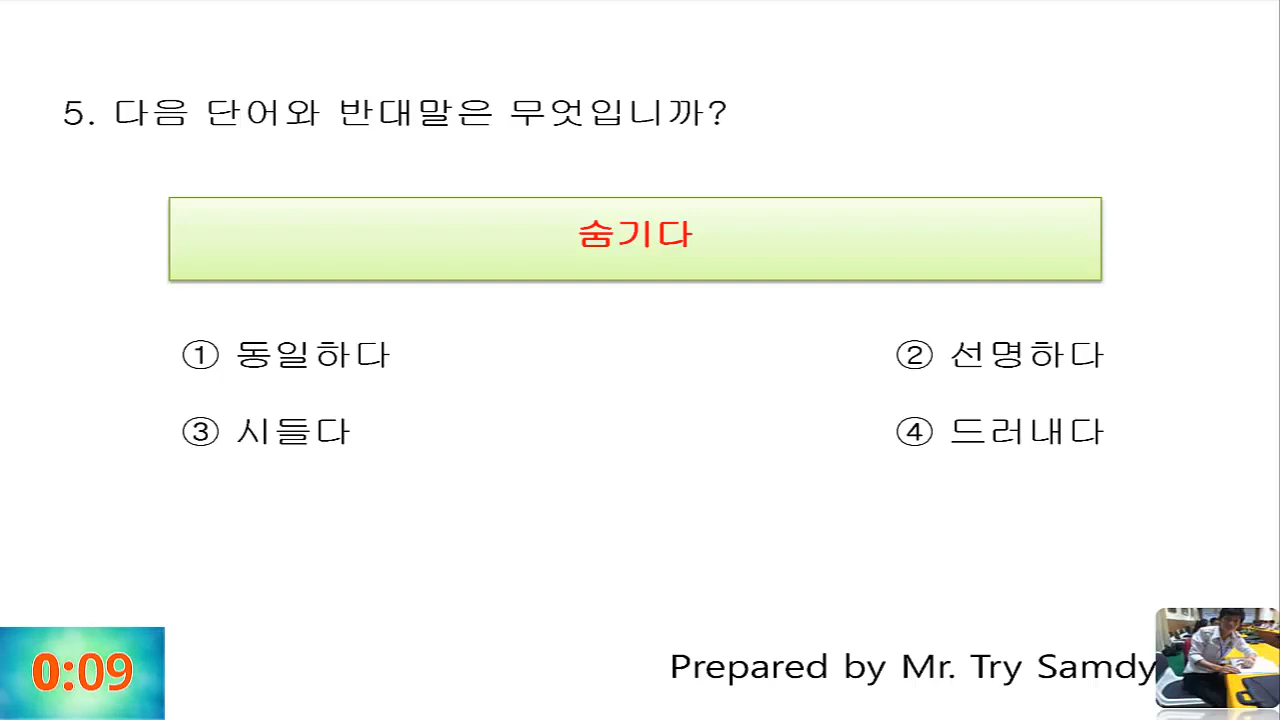 5. 다음 단어와 반대말은 무엇입니까?
숨기다
① 동일하다
② 선명하다
③ 시들다
④ 드러내다
0:09
Prepared by Mr. Try Samdy